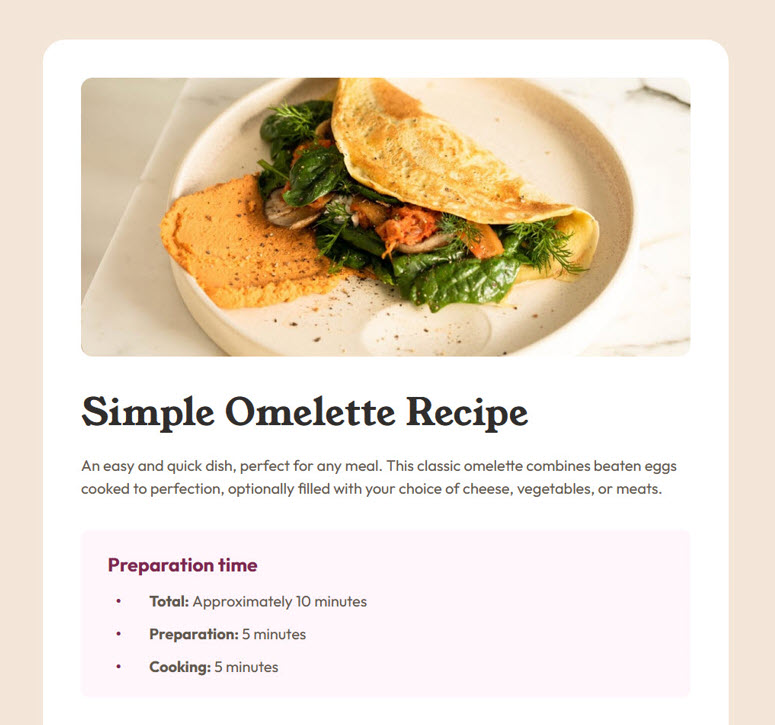 Simple Omelette Recipe
An easy and quick dish, perfect for any meal. This classic omelette combines beaten eggs
cooked to perfection, optionally filled with your choice of cheese, vegetables, or meats.
Preparation time
• Total: Approximately 10 minutes
• Preparation: 5 minutes
• Cooking: 5 minutes